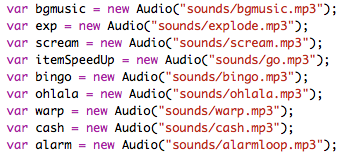 var bgmusic = new Audio("sounds/bgmusic.mp3");
var exp = new Audio("sounds/explode.mp3");
var scream = new Audio("sounds/scream.mp3");
var itemSpeedUp = new Audio("sounds/go.mp3");
var bingo = new Audio("sounds/bingo.mp3");
var ohlala = new Audio("sounds/ohlala.mp3");
var warp = new Audio("sounds/warp.mp3");
var cash = new Audio("sounds/cash.mp3");
var alarm = new Audio("sounds/alarmloop.mp3");